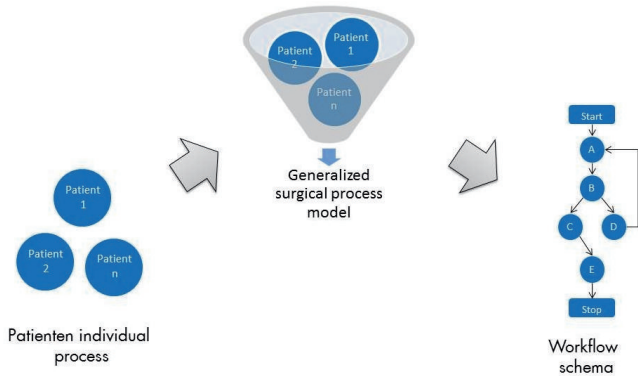 Patient
1
Patient
2
Patient
n
Patienten individual
process
Patient
2
Patient
1
Patient
n
Generalized
surgical process
model
Start
A
B
C
D
E
Stop
Workflow
schema